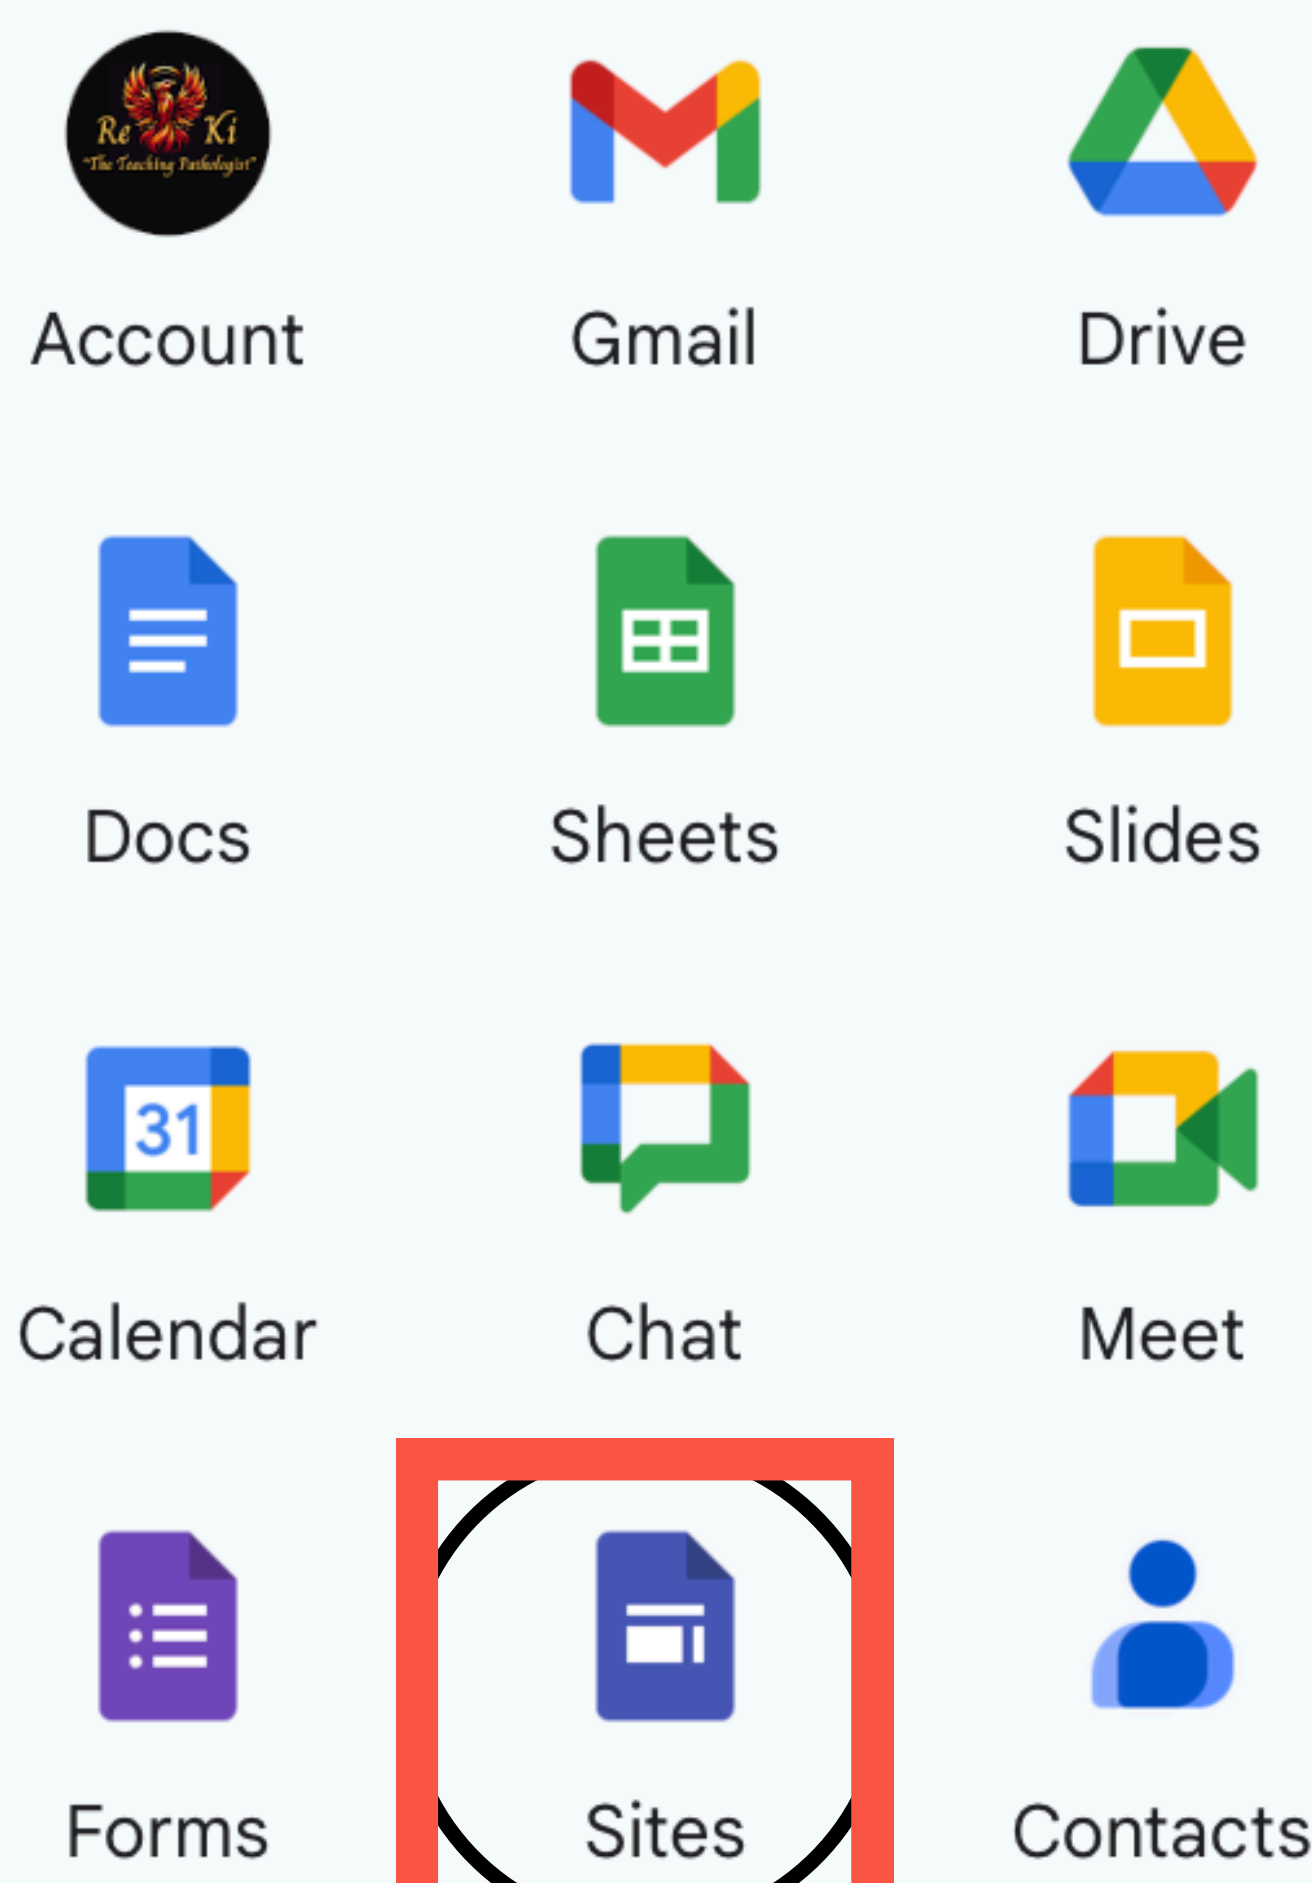 Re Ki
"The Teaching Pathologist"
Account Gmail Drive
Docs Sheets Slides
31
Calendar Chat Meet
Forms Sites Contacts